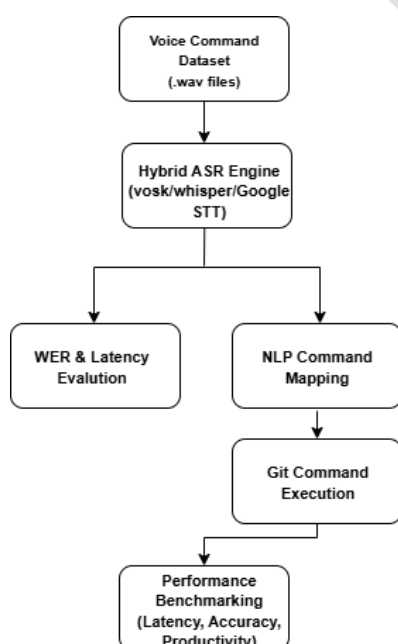 Voice Command
Dataset
(.wav files)
Hybrid ASR Engine
(vosk/whisper/Google
STT)
WER & Latency
Evalution
NLP Command
Mapping
Git Command
Execution
Performance
Benchmarking
(Latency, Accuracy,
Productivity)